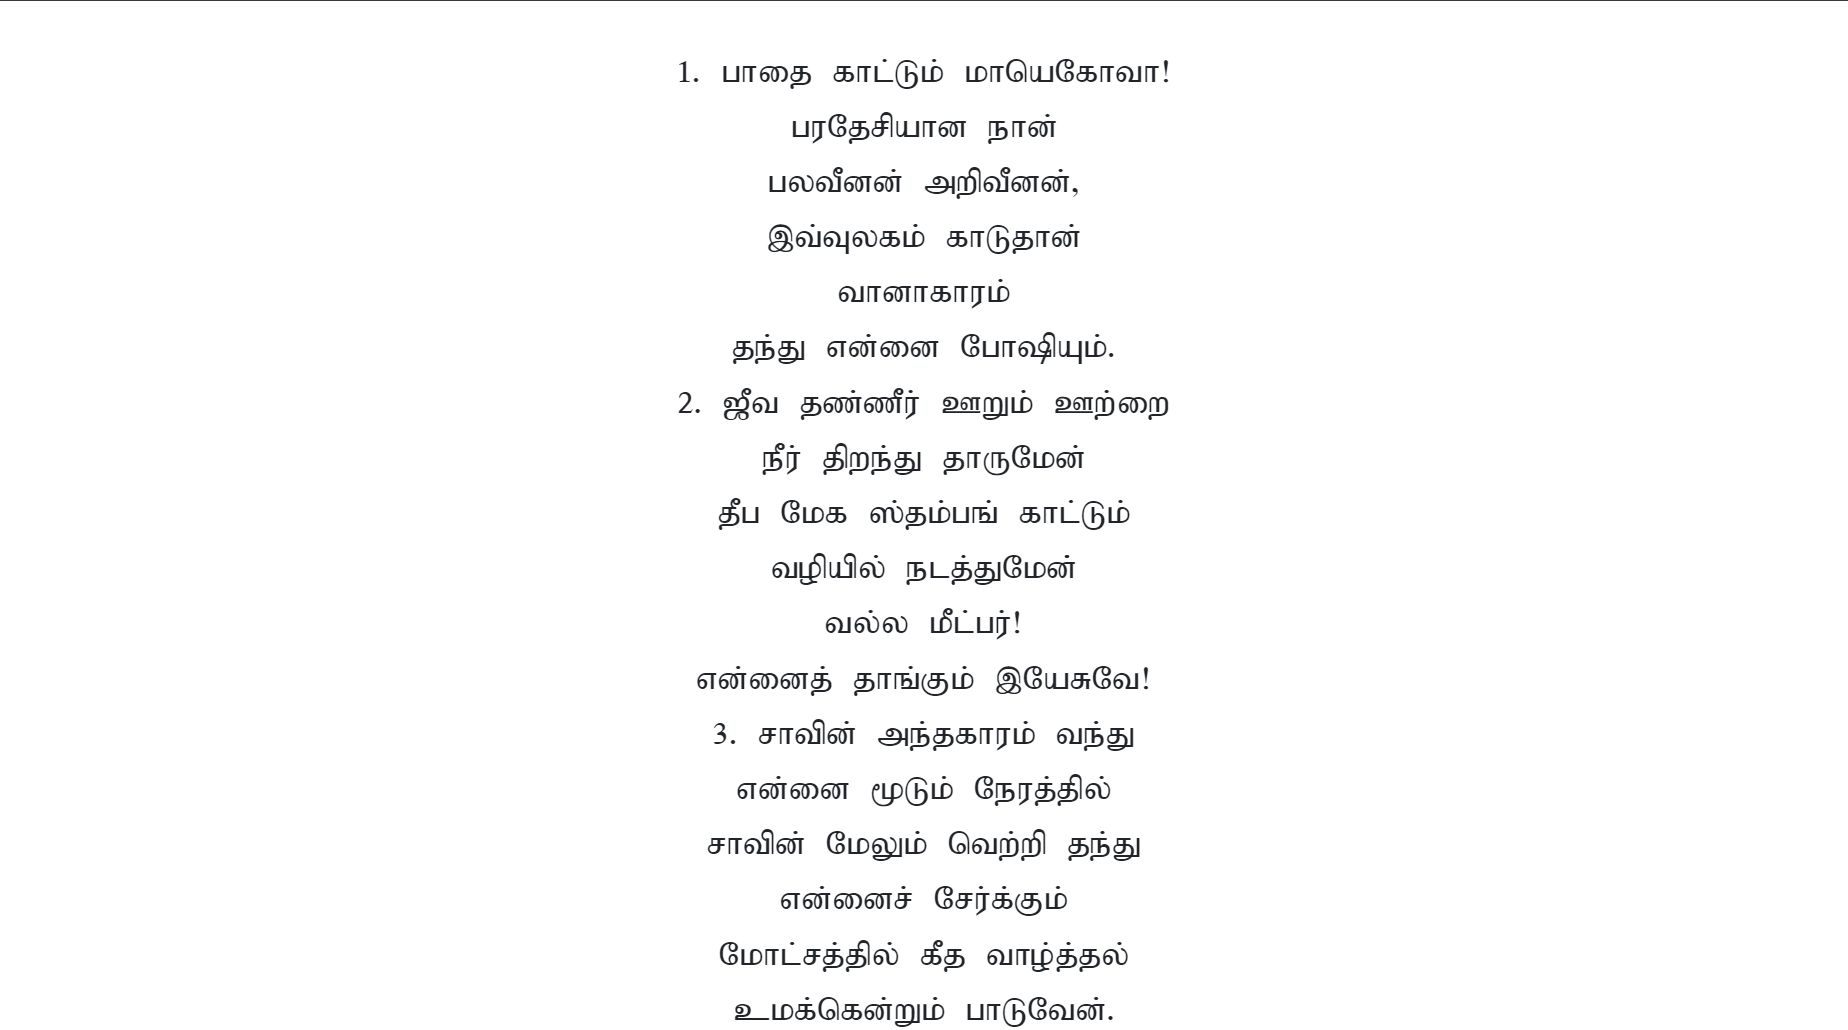 1. பாதை காட்டும் மாயெகோவா!
பரதேசியான நான்
பலவீனன் அறிவீனன்,
இவ்வுலகம் காடுதான்
வானாகாரம்
தந்து என்னை போஷியும்.
2. ஜீவ தண்ணீர் ஊறும் ஊற்றை
நீர் திறந்து தாருமேன்
தீப மேக ஸ்தம்பங் காட்டும்
வழியில் நடத்துமேன்
வல்ல மீட்பர்!
என்னைத் தாங்கும் இயேசுவே!
3. சாவின் அந்தகாரம் வந்து
என்னை மூடும் நேரத்தில்
சாவின் மேலும் வெற்றி தந்து
என்னைச் சேர்க்கும்
மோட்சத்தில் கீத வாழ்த்தல்
உமக்கென்றும் பாடுவேன்.